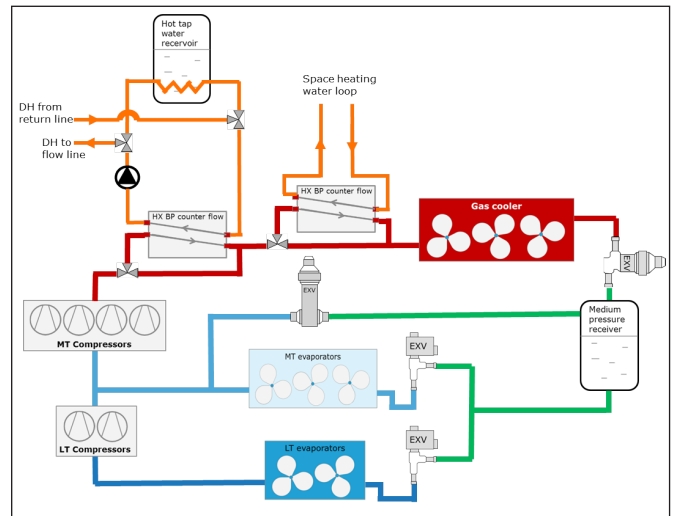 Hot tap
water
recervoir
Space heating
water loop
DH from
return line
DH to
flow line
HX BP counter flow
HX BP counter flow
Gas cooler
EXV
EXV
Medium
pressure
receiver
MT Compressors
MT evaporators
EXV
LT Compressors
LT evaporators
EXV